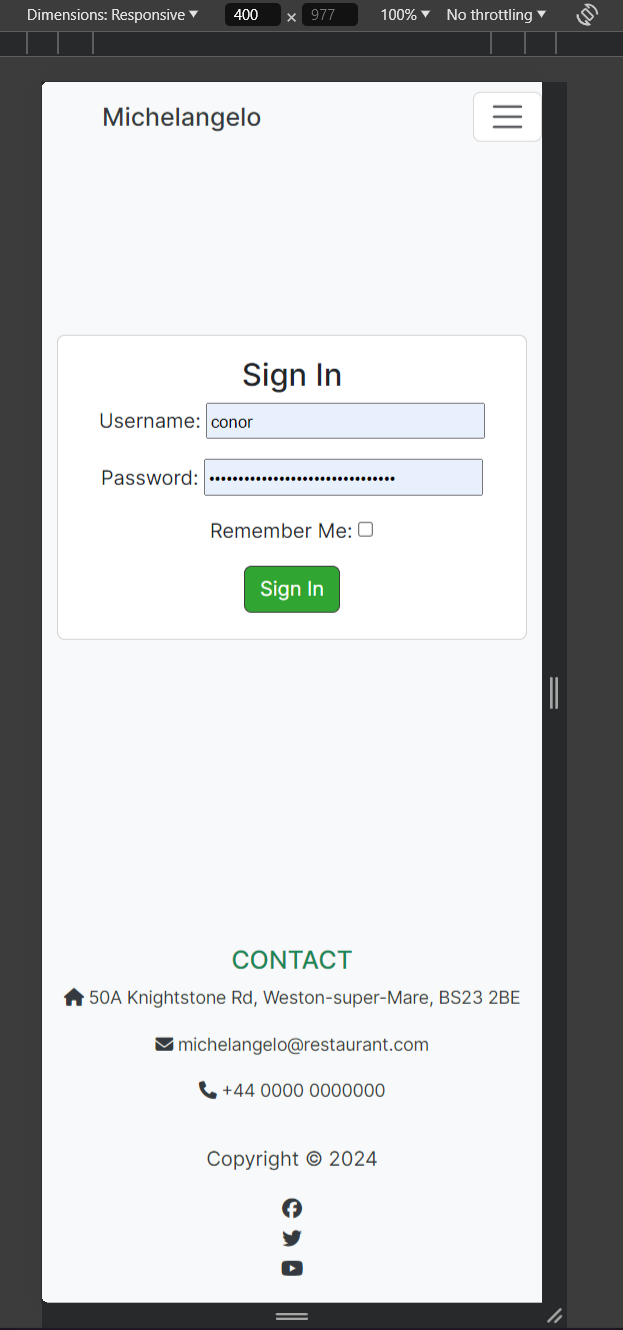 Dimensions: Responsive ▼ 400 × 977 100% ▼ No throttling ▼
Michelangelo
Sign In
Username: conor
Password: ••••••••••••••••••••••••••••••••
Remember Me:
Sign In
CONTACT
50A Knightstone Rd, Weston-super-Mare, BS23 2BE
michelangelo@restaurant.com
+44 0000 0000000
Copyright © 2024